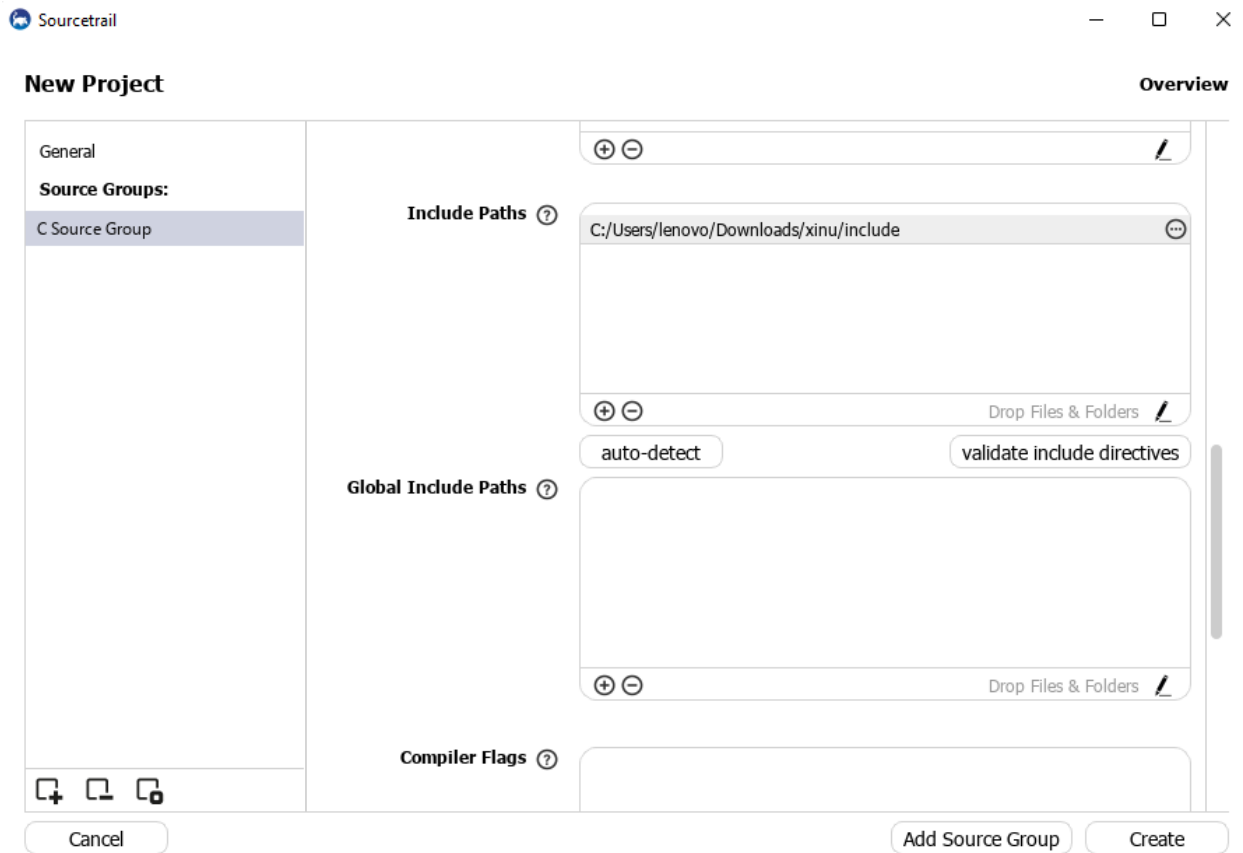 Sourcetrail
New Project
Overview
General
Source Groups:
C Source Group
Include Paths ?
C:/Users/lenovo/Downloads/xinu/include
Drop Files & Folders
auto-detect
validate include directives
Global Include Paths ?
Drop Files & Folders
Compiler Flags ?
Cancel
Add Source Group
Create